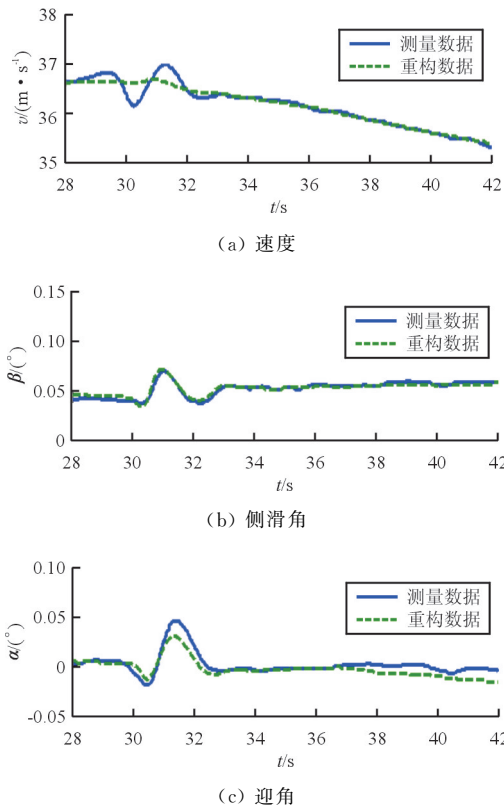 38
37
36
35
v/(m·s⁻¹)
测量数据
重构数据
28 30 32 34 36 38 40 42
t/s
(a) 速度
0.15
0.10
0.05
0
β/(°)
测量数据
重构数据
28 30 32 34 36 38 40 42
t/s
(b) 侧滑角
0.10
0.05
0
-0.05
α/(°)
测量数据
重构数据
28 30 32 34 36 38 40 42
t/s
(c) 迎角